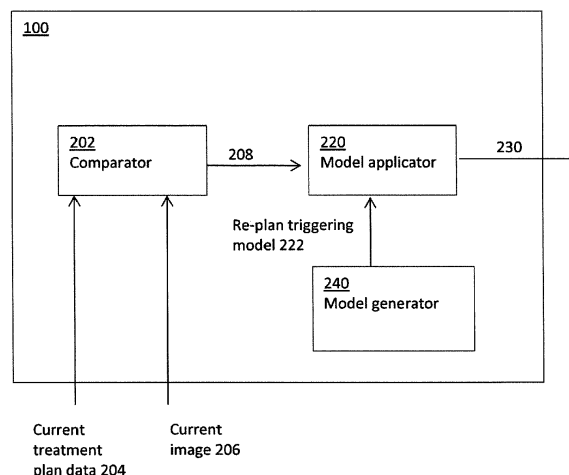 100
202
Comparator
208
220
Model applicator
230
Re-plan triggering
model 222
240
Model generator
Current
treatment
plan data 204
Current
image 206